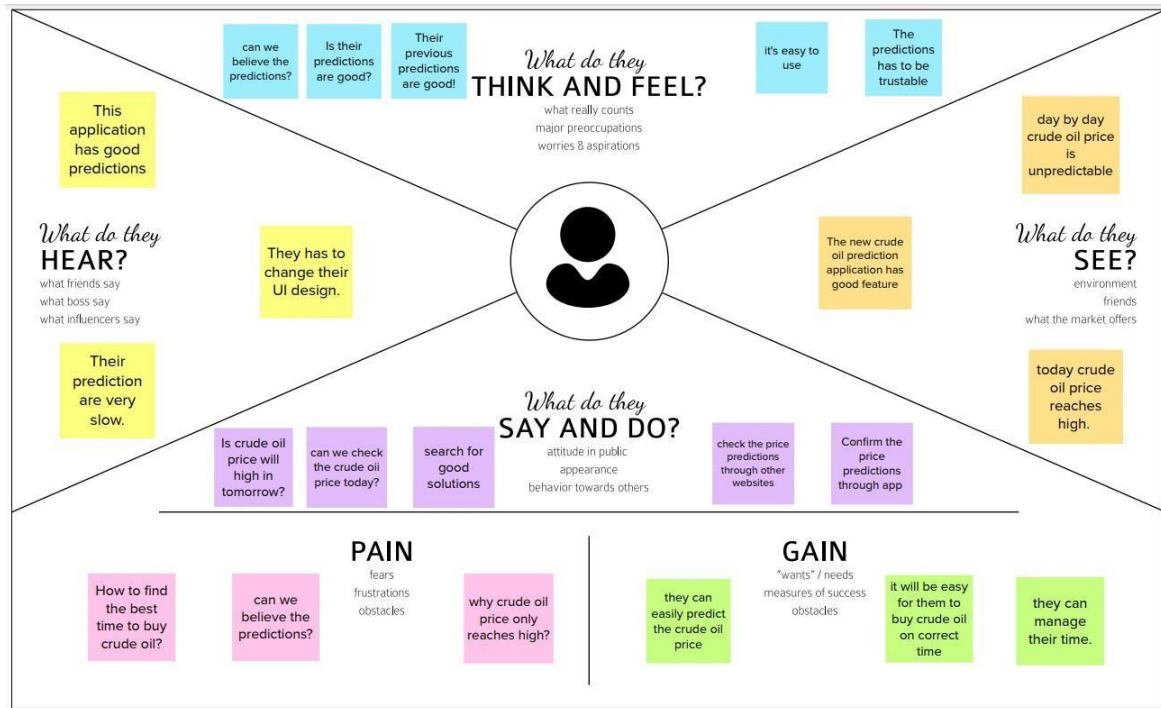 can we
believe the
predictions?
Is their
predictions
are good?
Their
previous
predictions
are good!
What do they
THINK AND FEEL?
what really counts
major preoccupations
worries & aspirations
it's easy to
use
The
predictions
has to be
trustable
This
application
has good
predictions
What do they
HEAR?
what friends say
what boss say
what influencers say
They has to
change their
UI design.
Their
prediction
are very
slow.
day by day
crude oil price
is
unpredictable
The new crude
oil prediction
application has
good feature
What do they
SEE?
environment
friends
what the market offers
today crude
oil price
reaches
high.
What do they
SAY AND DO?
attitude in public
appearance
behavior towards others
Is crude oil
price will
high in
tomorrow?
can we check
the crude oil
price today?
search for
good
solutions
check the price
predictions
through other
websites
Confirm the
price
predictions
through app
PAIN
fears
frustrations
obstacles
How to find
the best
time to buy
crude oil?
can we
believe the
predictions?
why crude oil
price only
reaches high?
GAIN
"wants" / needs
measures of success
obstacles
they can
easily predict
the crude oil
price
it will be easy
for them to
buy crude oil
on correct
time
they can
manage
their time.